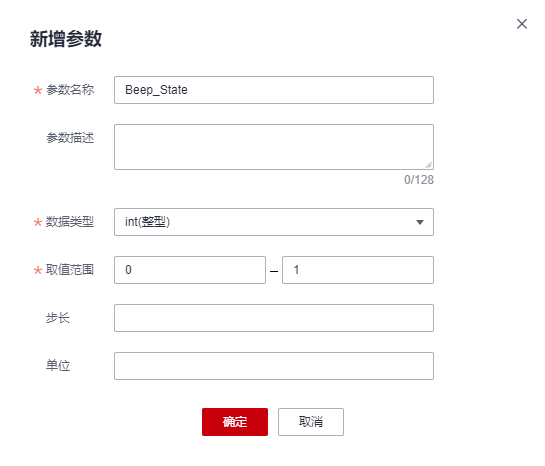 新增参数
* 参数名称 Beep_State
参数描述
0/128
* 数据类型 int(整型)
* 取值范围 0 – 1
步长
单位
确定 取消